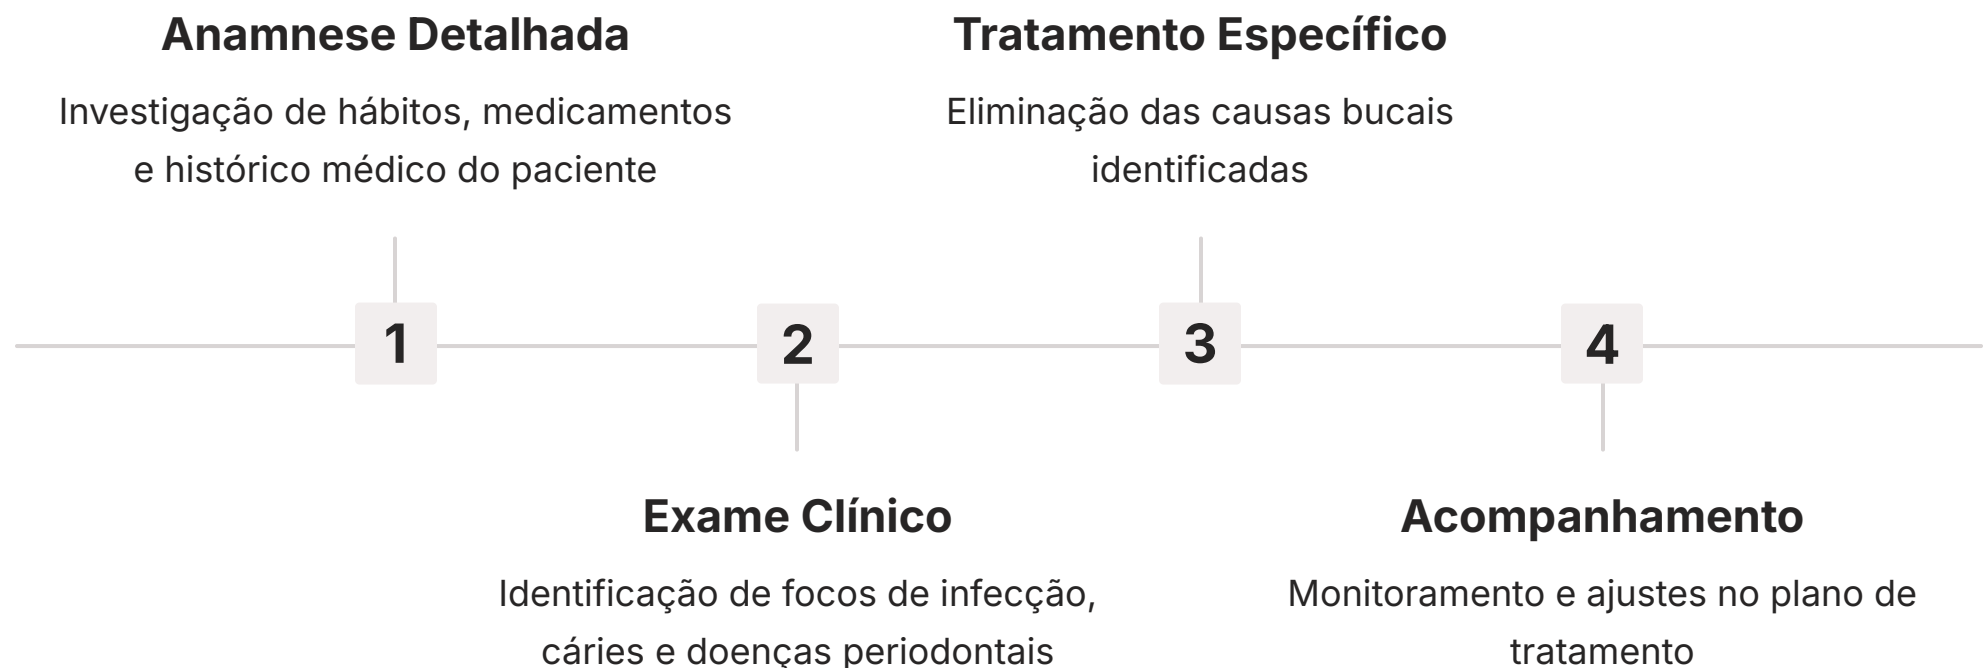 Anamnese Detalhada
Investigação de hábitos, medicamentos
e histórico médico do paciente
Tratamento Específico
Eliminação das causas bucais
identificadas
1
2
3
4
Exame Clínico
Identificação de focos de infecção,
cáries e doenças periodontais
Acompanhamento
Monitoramento e ajustes no plano de
tratamento